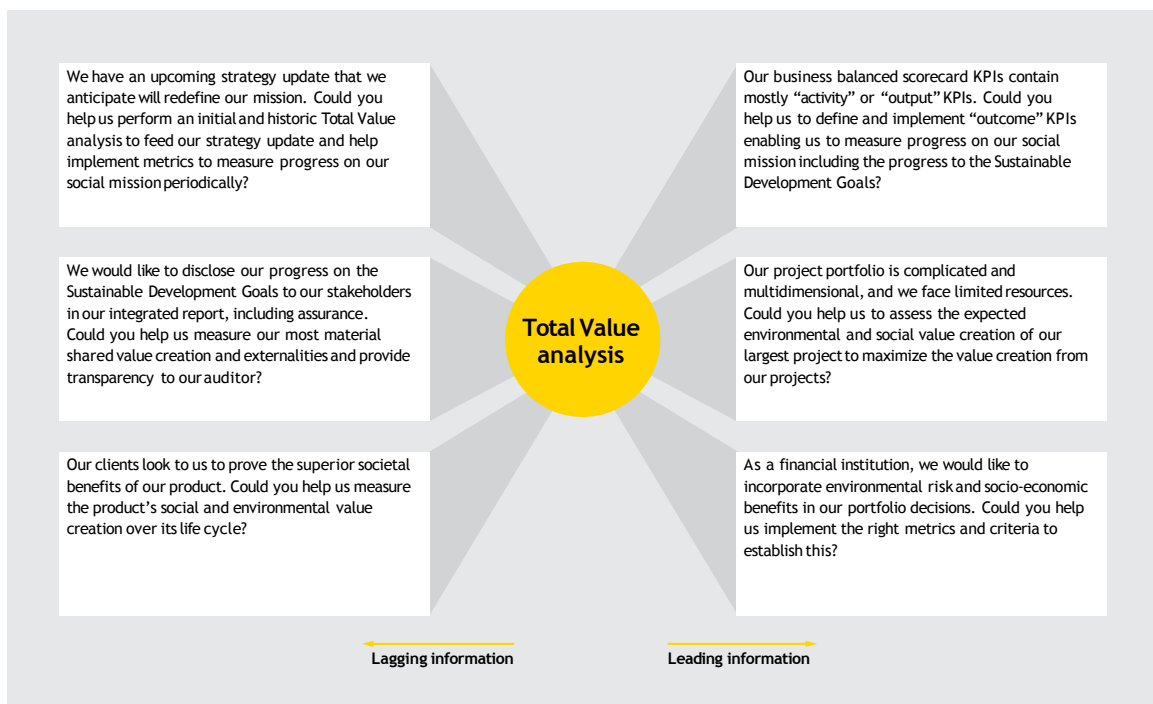 We have an upcoming strategy update that we
anticipate will redefine our mission. Could you
help us perform an initial and historic Total Value
analysis to feed our strategy update and help
implement metrics to measure progress on our
social mission periodically?
We would like to disclose our progress on the
Sustainable Development Goals to our stakeholders
in our integrated report, including assurance.
Could you help us measure our most material
shared value creation and externalities and provide
transparency to our auditor?
Our clients look to us to prove the superior societal
benefits of our product. Could you help us measure
the product's social and environmental value
creation over its life cycle?
Total Value
analysis
Our business balanced scorecard KPIs contain
mostly “activity” or “output” KPIs. Could you
help us to define and implement “outcome” KPIs
enabling us to measure progress on our social
mission including the progress to the Sustainable
Development Goals?
Our project portfolio is complicated and
multidimensional, and we face limited resources.
Could you help us to assess the expected
environmental and social value creation of our
largest project to maximize the value creation from
our projects?
As a financial institution, we would like to
incorporate environmental risk and socio-economic
benefits in our portfolio decisions. Could you help
us implement the right metrics and criteria to
establish this?
Lagging information
Leading information